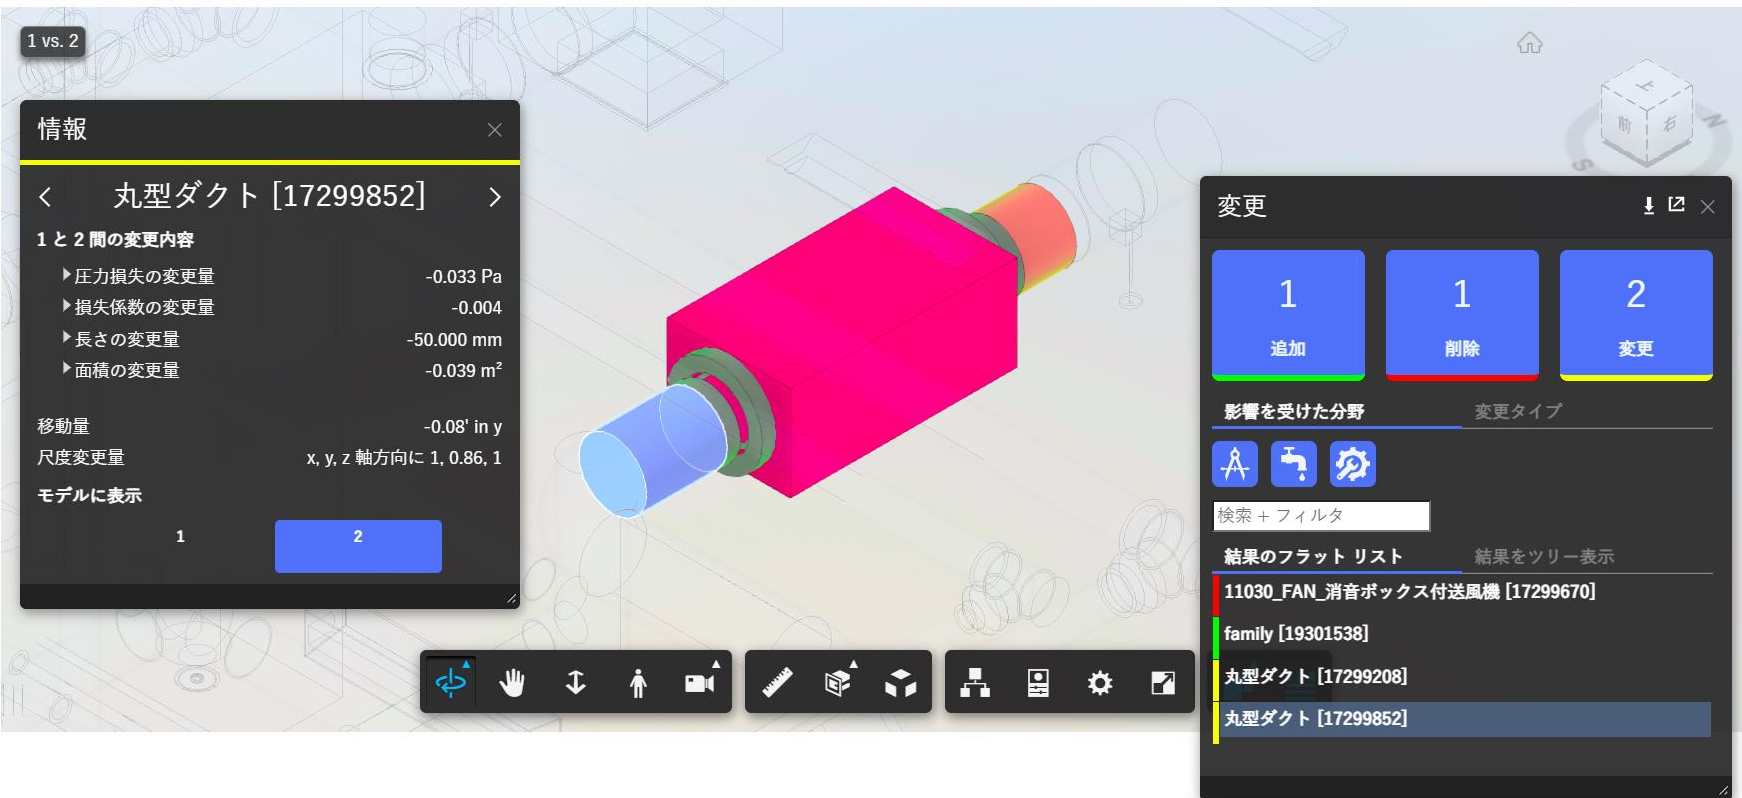 1 vs. 2
情報
丸型ダクト [17299852]
1 と 2 間の変更内容
圧力損失の変更量 -0.033 Pa
損失係数の変更量 -0.004
長さの変更量 -50.000 mm
面積の変更量 -0.039 m²
移動量 -0.08' in y
尺度変更量 x, y, z 軸方向に 1, 0.86, 1
モデルに表示
1 2
上
前 右
N
S
変更
1 1 2
追加 削除 変更
影響を受けた分野 変更タイプ
検索 + フィルタ
結果のフラット リスト 結果をツリー表示
11030_FAN_消音ボックス付送風機 [17299670]
family [19301538]
丸型ダクト [17299208]
丸型ダクト [17299852]